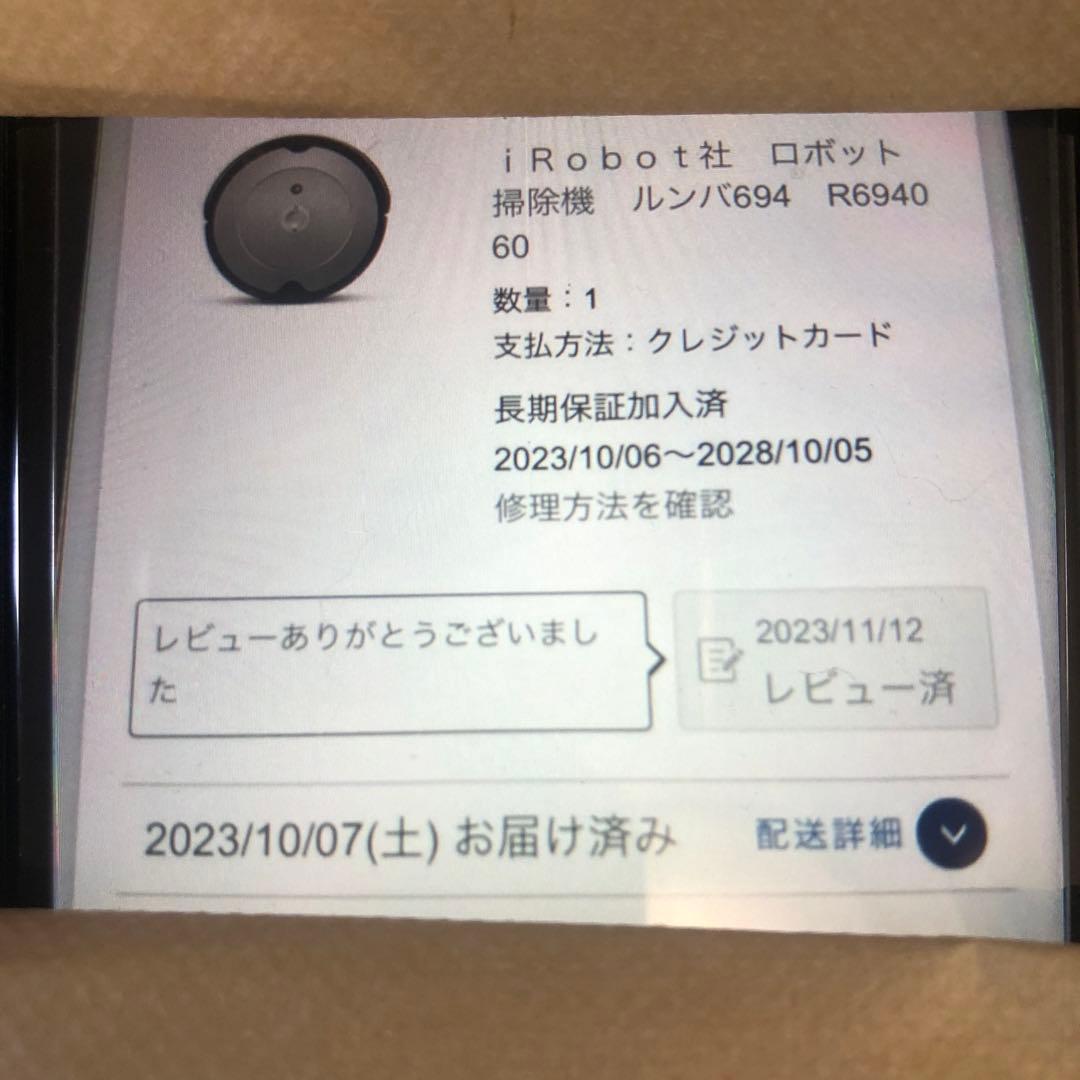 ｉＲｏｂｏｔ社　ロボット
掃除機　ルンバ694　R6940
60
数量：1
支払方法：クレジットカード
長期保証加入済
2023/10/06～2028/10/05
修理方法を確認
レビューありがとうございまし
た
2023/11/12
レビュー済
2023/10/07(土) お届け済み
配送詳細